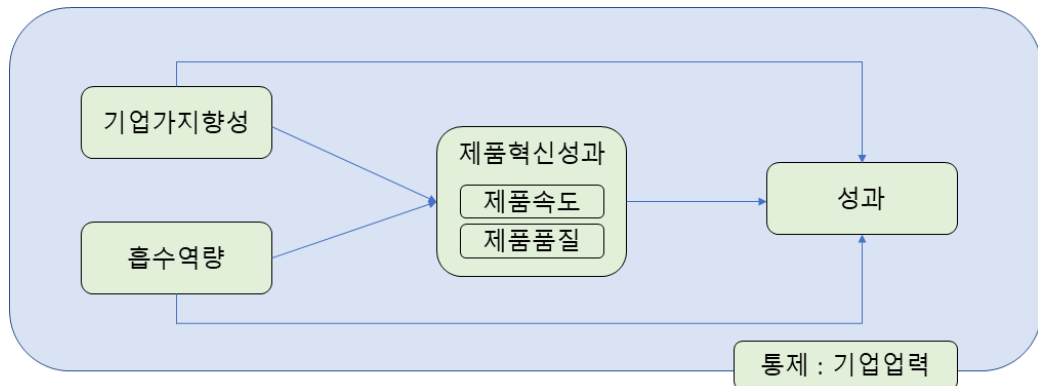 기업가지향성
제품혁신성과
제품속도
제품품질
성과
흡수역량
통제 : 기업업력